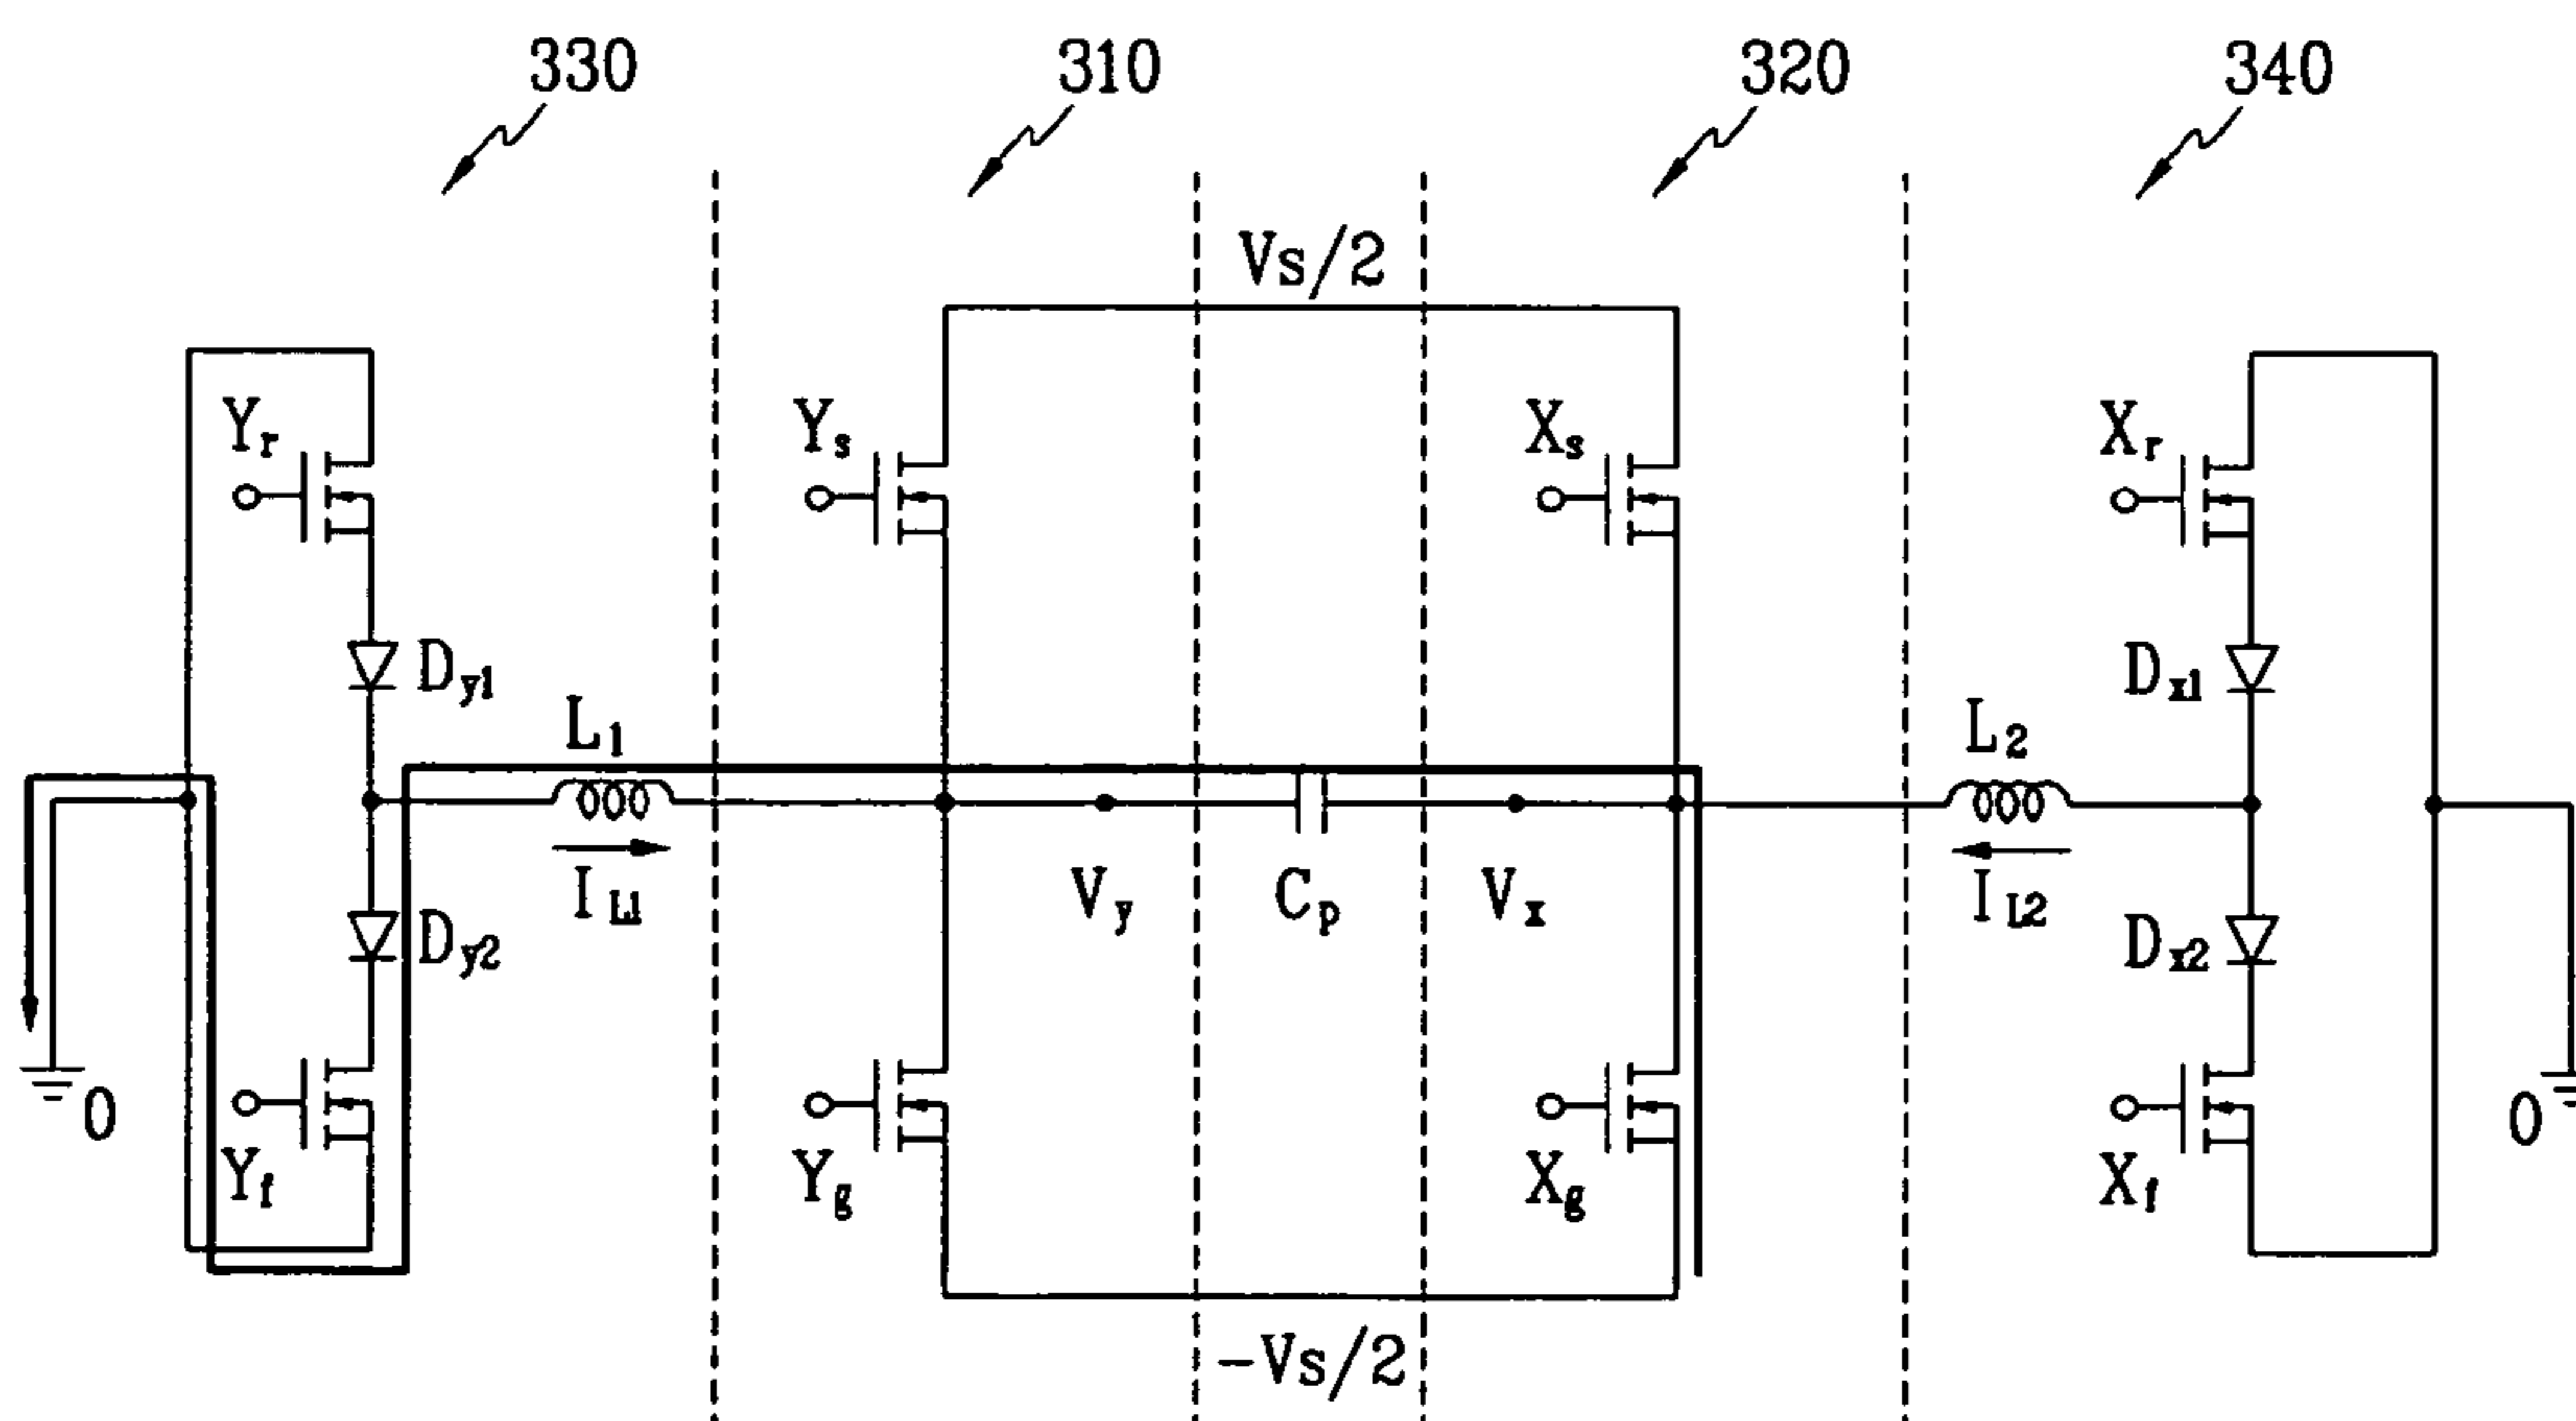 330
310
320
340
Vs/2
Yr
Ys
Xs
Xr
Dy1
Dx1
L1
L2
IL1
Vy
Cp
Vx
IL2
Dy2
Dx2
0
0
Yf
Yg
Xg
Xf
-Vs/2